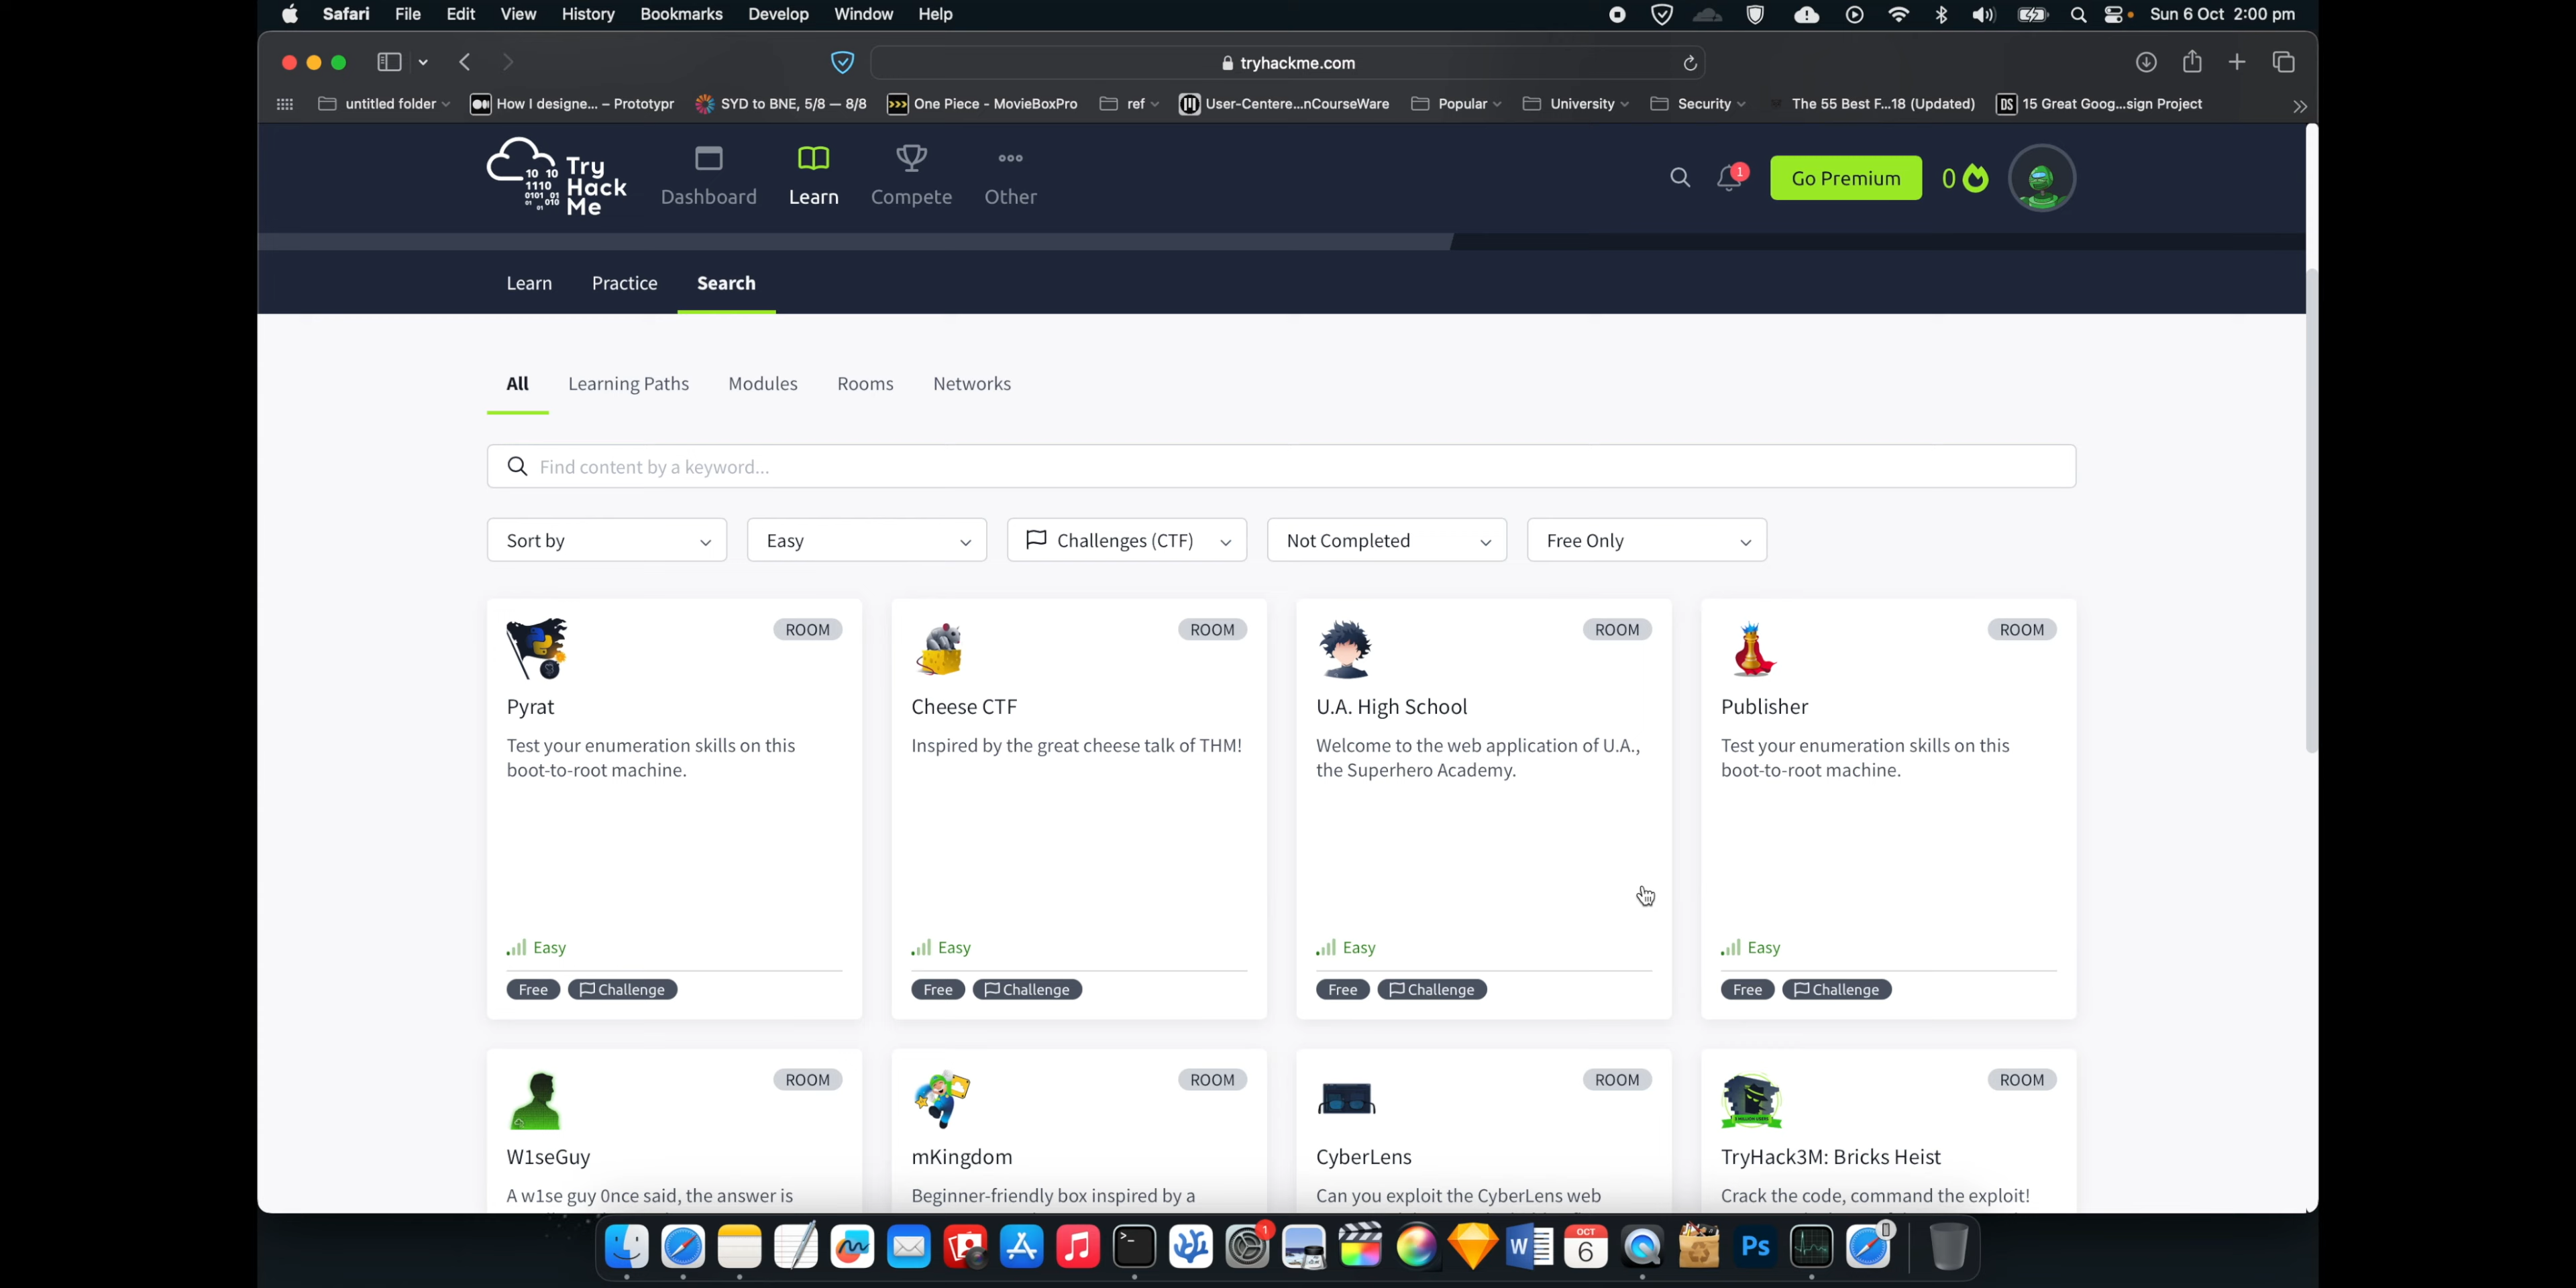 Safari File Edit View History Bookmarks Develop Window Help Sun 6 Oct 2:00 pm
tryhackme.com
untitled folder How I designe... – Prototypr SYD to BNE, 5/8 — 8/8 One Piece - MovieBoxPro ref User-Centere...nCourseWare Popular University Security The 55 Best F...18 (Updated) DS 15 Great Goog...sign Project
Try Hack Me
Dashboard Learn Compete Other 1 Go Premium 0
Learn Practice Search
All Learning Paths Modules Rooms Networks
Find content by a keyword...
Sort by Easy Challenges (CTF) Not Completed Free Only
ROOM ROOM ROOM ROOM
Pyrat Cheese CTF U.A. High School Publisher
Test your enumeration skills on this Inspired by the great cheese talk of THM! Welcome to the web application of U.A., Test your enumeration skills on this
boot-to-root machine. the Superhero Academy. boot-to-root machine.
Easy Easy Easy Easy
Free Challenge Free Challenge Free Challenge Free Challenge
ROOM ROOM ROOM ROOM
W1seGuy mKingdom CyberLens TryHack3M: Bricks Heist
A w1se guy 0nce said, the answer is Beginner-friendly box inspired by a Can you exploit the CyberLens web Crack the code, command the exploit!
1 W OCT 6 Ps